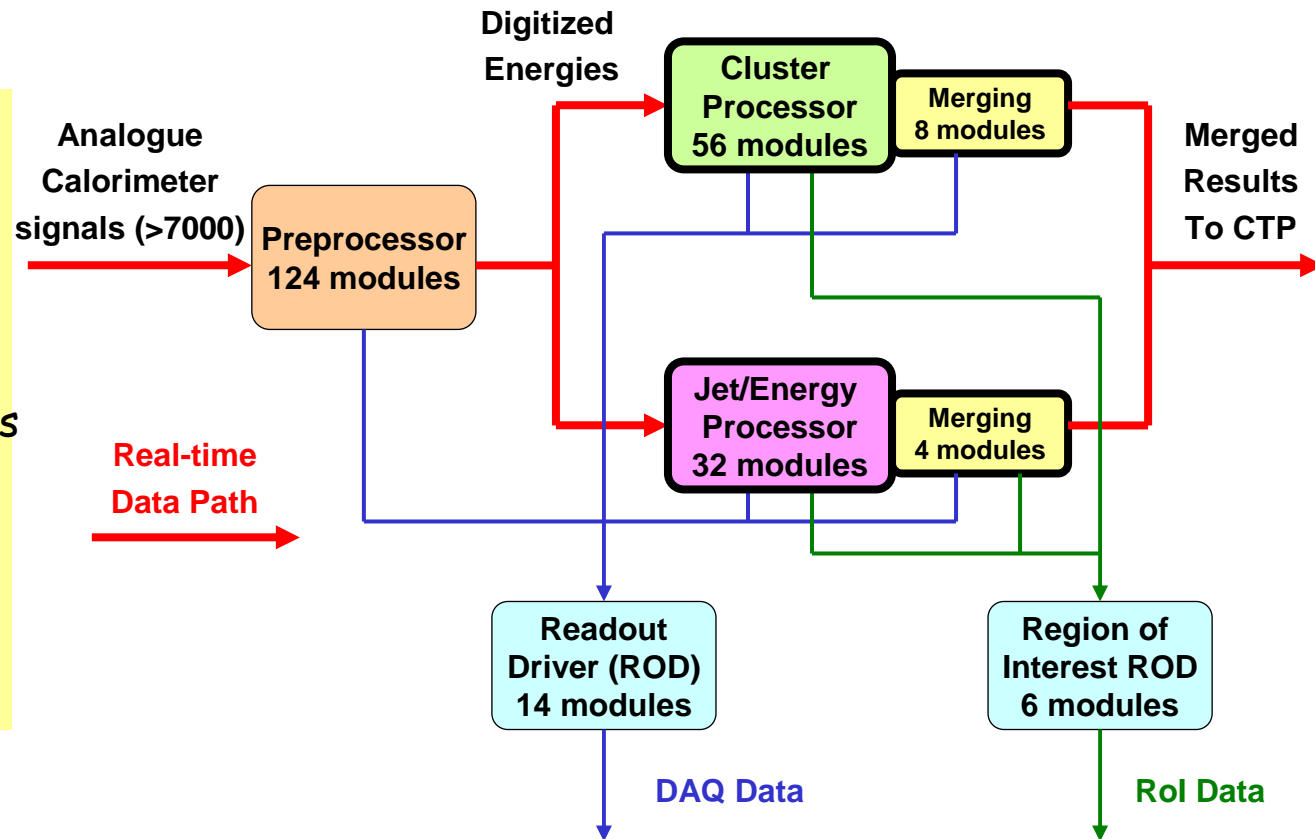 Digitized
Energies
Analogue
Calorimeter
signals (>7000)
Preprocessor
124 modules
Cluster
Processor
56 modules
Merging
8 modules
Merged
Results
To CTP
Jet/Energy
Processor
32 modules
Merging
4 modules
s
Real-time
Data Path
Readout
Driver (ROD)
14 modules
Region of
Interest ROD
6 modules
DAQ Data
RoI Data